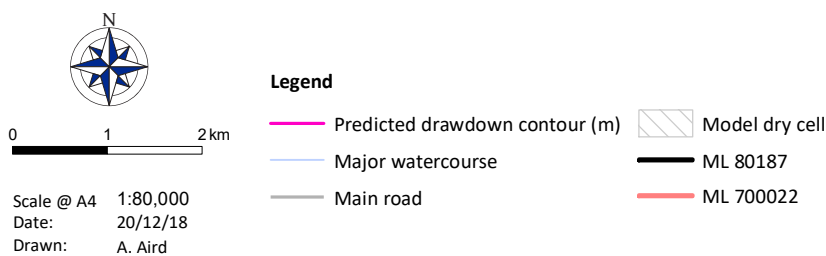 N
0 1 2 km
Scale @ A4 1:80,000
Date: 20/12/18
Drawn: A. Aird
Legend
Predicted drawdown contour (m)
Major watercourse
Main road
Model dry cell
ML 80187
ML 700022